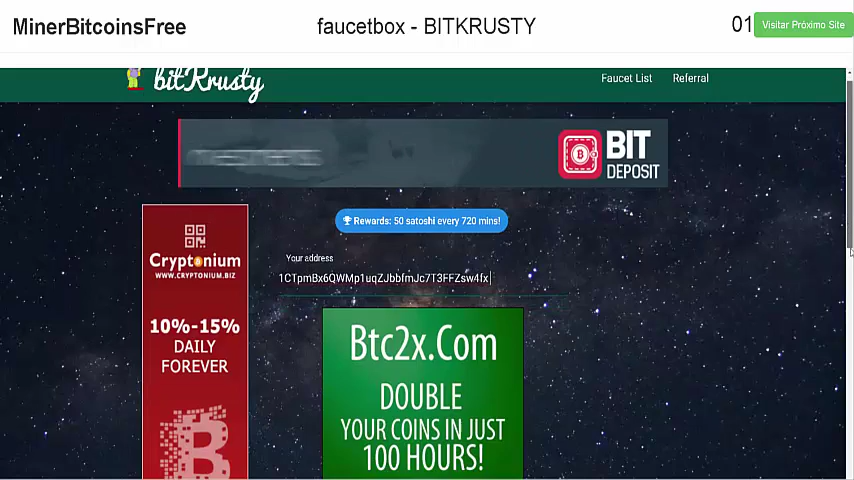 MinerBitcoinsFree
faucetbox - BITKRUSTY
01
Visitar Próximo Site
bitKrusty
Faucet List
Referral
BIT
DEPOSIT
Rewards: 50 satoshi every 720 mins!
Your address
1CTpmBx6QWMp1uqZJbbfmJc7T3FFZsw4fx
Cryptonium
WWW.CRYPTONIUM.BIZ
10%-15%
DAILY
FOREVER
Btc2x.Com
DOUBLE
YOUR COINS IN JUST
100 HOURS!